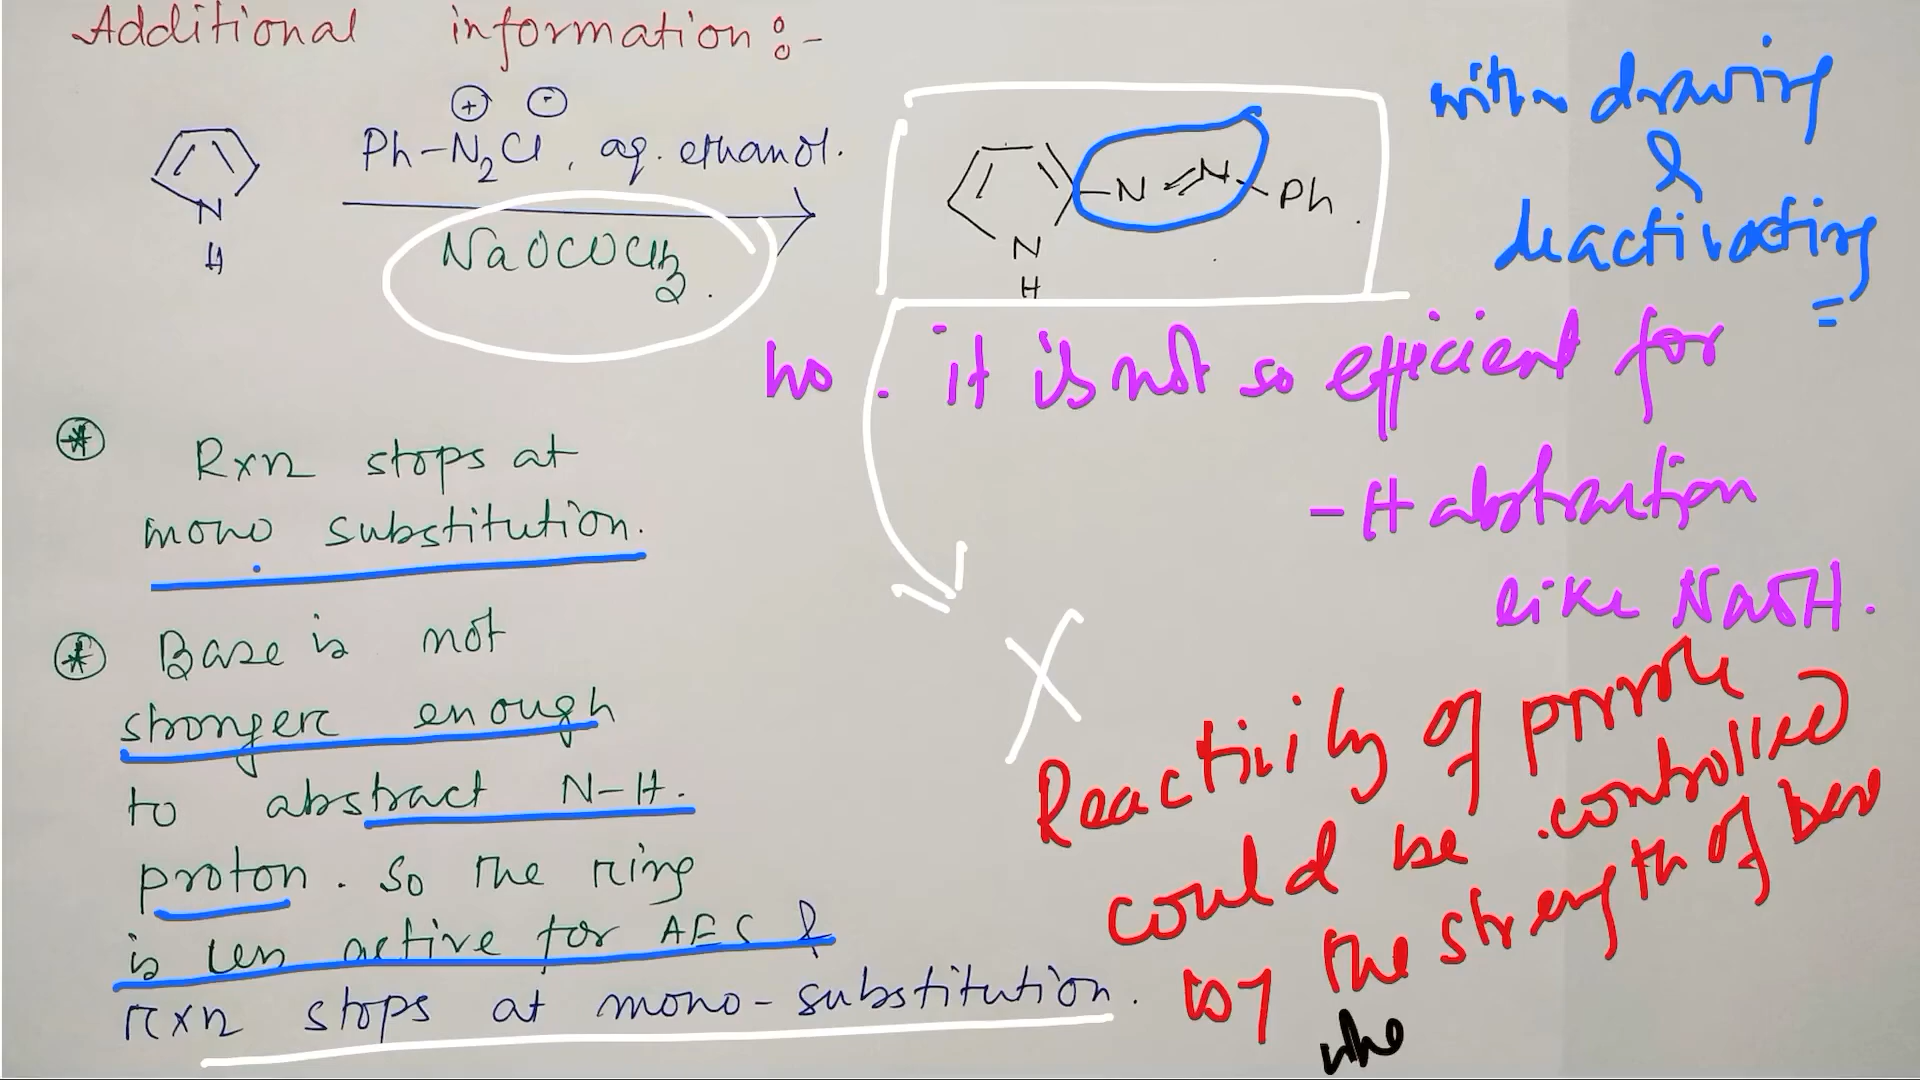 Additional information :-
Ph-N2Cl, aq. ethanol.
+ -
N
H
NaOCOCH3.
N
H
-N=N-Ph.
with drawing
&
deactivating
no. it is not so efficient for
-H abstraction
like NaOH.
Rxn stops at
mono substitution.
Base is not
stronger enough
to abstract N-H.
proton. So the ring
is less active for AES &
rxn stops at mono-substitution.
Reactivity of pyrrole
could be controlled
by the strength of base